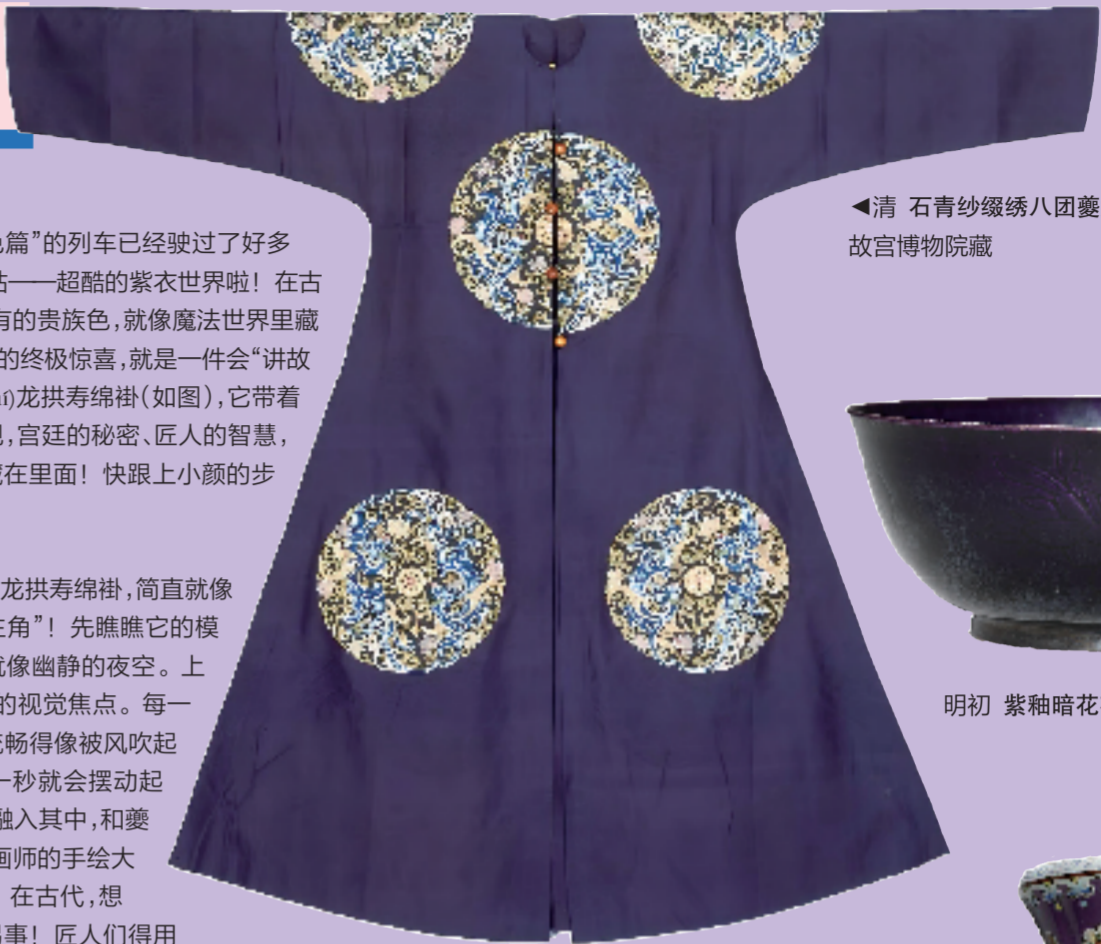 色篇”的列车已经驶过了好多
站——超酷的紫衣世界啦！在古
有的贵族色,就像魔法世界里藏
的终极惊喜,就是一件会“讲故
uí)龙拱寿绵褂(如图),它带着
,宫廷的秘密、匠人的智慧,
在里面！快跟上小颜的步
龙拱寿绵褂,简直就像
主角”！先瞧瞧它的模
就像幽静的夜空。上
的视觉焦点。每一
畅得像被风吹起
一秒就会摆动起
融入其中,和夔
画师的手绘大
在古代,想
易事！匠人们得用
◀清 石青纱缀绣八团夔
故宫博物院藏
明初 紫釉暗花